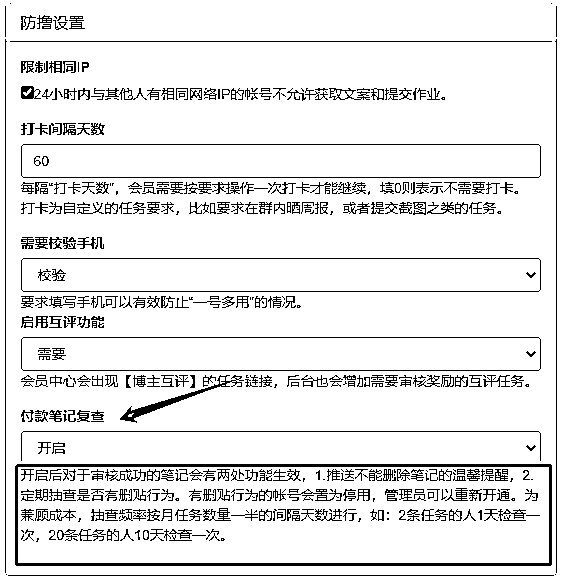 防撸设置
限制相同IP
24小时内与其他人有相同网络IP的帐号不允许获取文案和提交作业。
打卡间隔天数
60
每隔“打卡天数”，会员需要按要求操作一次打卡才能继续，填0则表示不需要打卡。
打卡为自定义的任务要求，比如要求在群内晒周报，或者提交截图之类的任务。
需要校验手机
校验
要求填写手机可以有效防止“一号多用”的情况。
启用互评功能
需要
会员中心会出现【博主互评】的任务链接，后台也会增加需要审核奖励的互评任务。
付款笔记复查
开启
开启后对于审核成功的笔记会有两处功能生效，1.推送不能删除笔记的温馨提醒，2.
定期抽查是否有删贴行为。有删贴行为的帐号会置为停用，管理员可以重新开通。为
兼顾成本，抽查频率按月任务数量一半的间隔天数进行，如：2条任务的人1天检查一
次，20条任务的人10天检查一次。